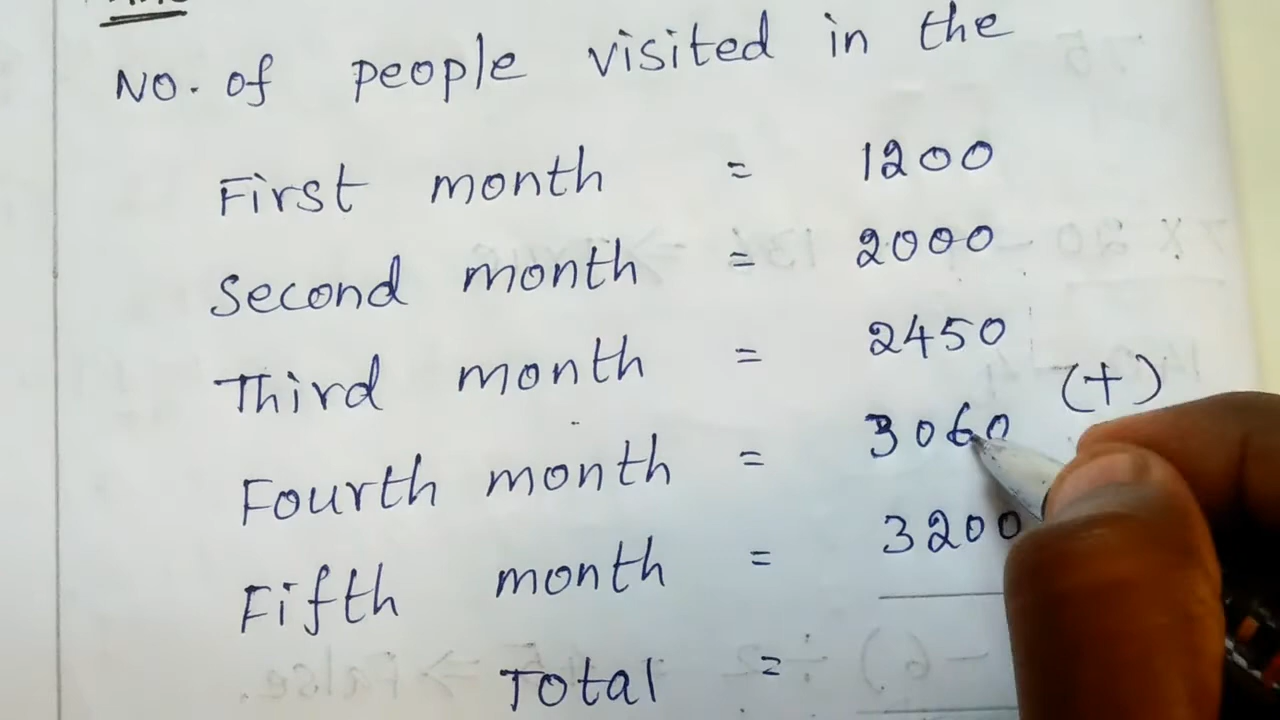 No. of people visited in the
First month = 1200
Second month = 2000
Third month = 2450
(+)
Fourth month = 3060
Fifth month = 3200
Total =